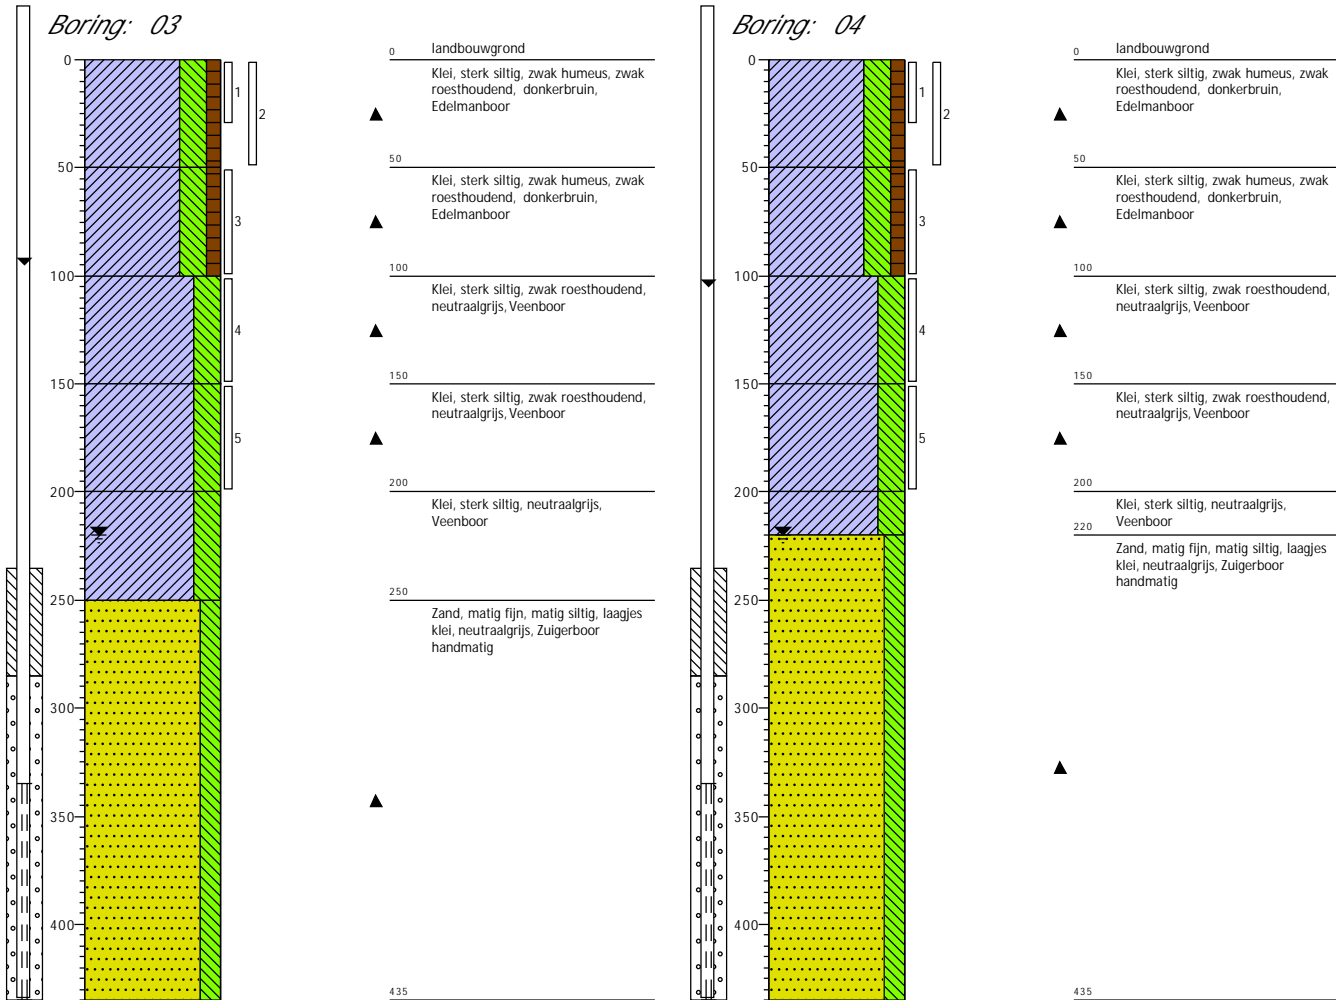 Boring: 03
0
50
100
150
200
250
300
350
400
1
2
3
4
5
0 landbouwgrond
Klei, sterk siltig, zwak humeus, zwak
roesthoudend, donkerbruin,
Edelmanboor
50
Klei, sterk siltig, zwak humeus, zwak
roesthoudend, donkerbruin,
Edelmanboor
100
Klei, sterk siltig, zwak roesthoudend,
neutraalgrijs, Veenboor
150
Klei, sterk siltig, zwak roesthoudend,
neutraalgrijs, Veenboor
200
Klei, sterk siltig, neutraalgrijs,
Veenboor
250
Zand, matig fijn, matig siltig, laagjes
klei, neutraalgrijs, Zuigerboor
handmatig
435
Boring: 04
0
50
100
150
200
250
300
350
400
1
2
3
4
5
0 landbouwgrond
Klei, sterk siltig, zwak humeus, zwak
roesthoudend, donkerbruin,
Edelmanboor
50
Klei, sterk siltig, zwak humeus, zwak
roesthoudend, donkerbruin,
Edelmanboor
100
Klei, sterk siltig, zwak roesthoudend,
neutraalgrijs, Veenboor
150
Klei, sterk siltig, zwak roesthoudend,
neutraalgrijs, Veenboor
200
Klei, sterk siltig, neutraalgrijs,
Veenboor
220
Zand, matig fijn, matig siltig, laagjes
klei, neutraalgrijs, Zuigerboor
handmatig
435